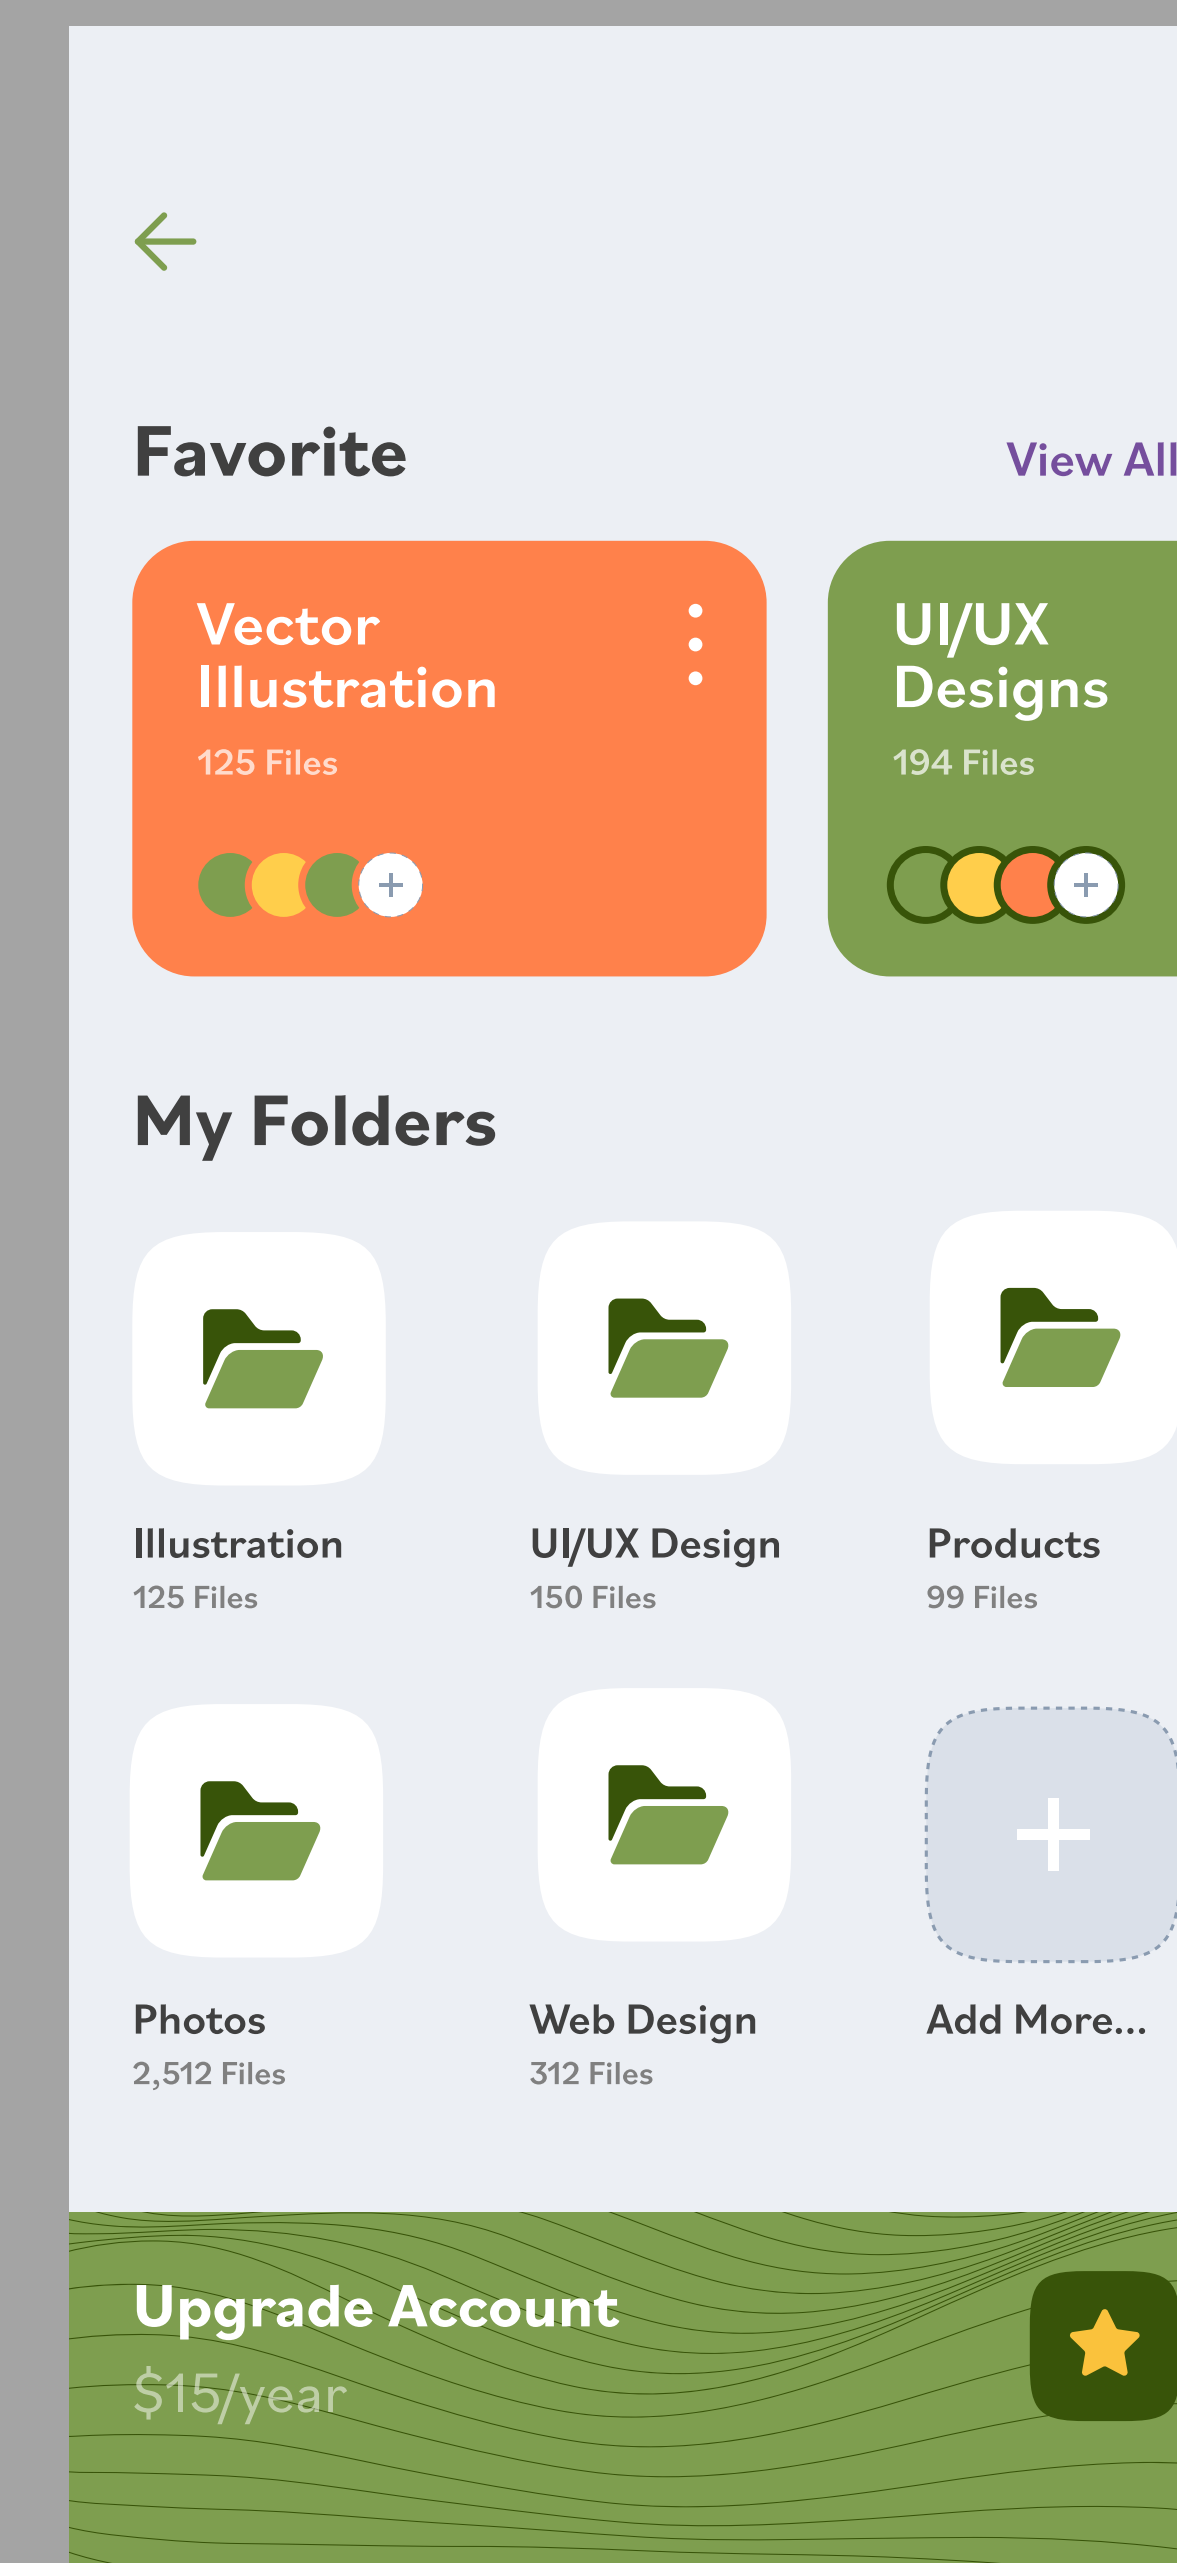 Favorite
View All
Vector
Illustration
125 Files
UI/UX
Designs
194 Files
My Folders
Illustration
125 Files
UI/UX Design
150 Files
Products
99 Files
Photos
2,512 Files
Web Design
312 Files
Add More...
Upgrade Account
$15/year